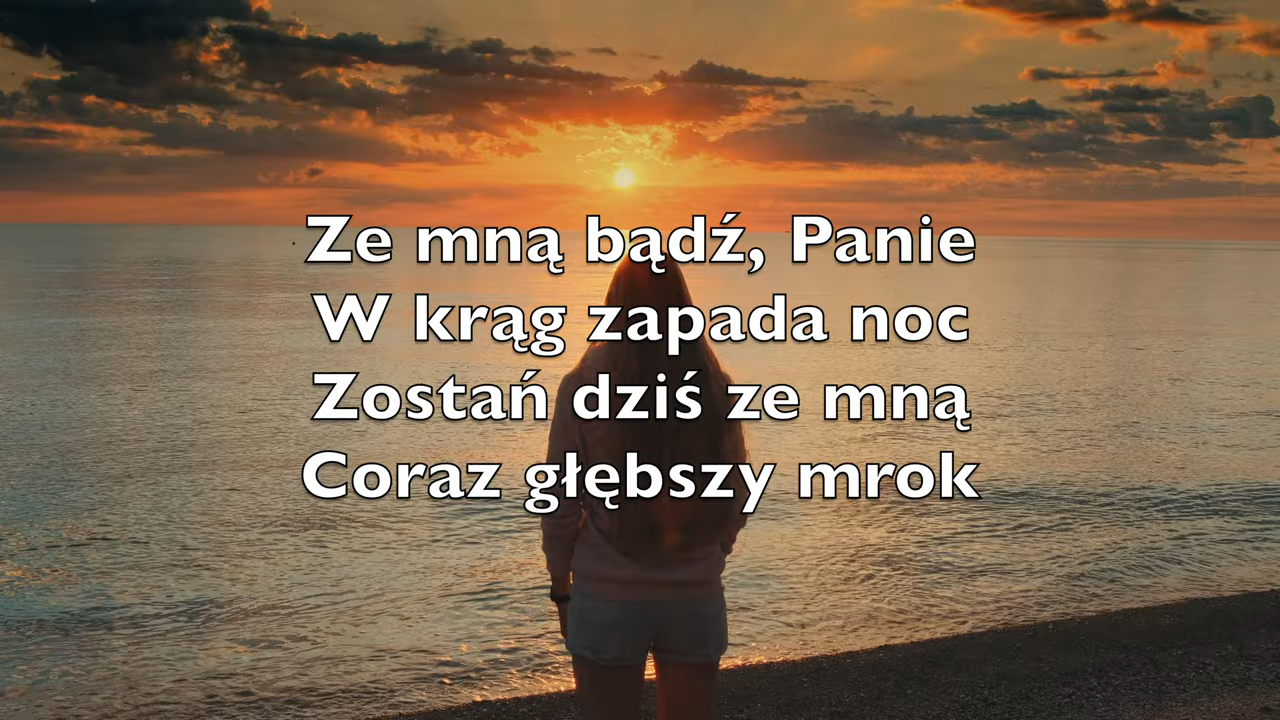 Ze mną bądź, Panie
W krąg zapada noc
Zostań dziś ze mną
Coraz głębszy mrok